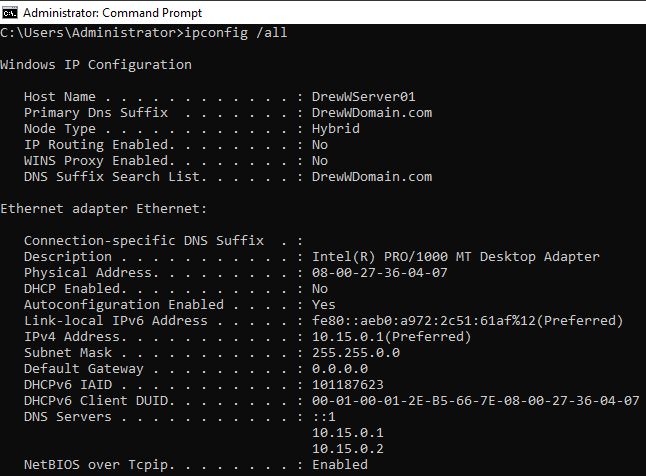 Administrator: Command Prompt
C:\Users\Administrator>ipconfig /all
Windows IP Configuration
Host Name . . . . . . . . . . . . : DrewWServer01
Primary Dns Suffix  . . . . . . . : DrewWDomain.com
Node Type . . . . . . . . . . . . : Hybrid
IP Routing Enabled. . . . . . . . : No
WINS Proxy Enabled. . . . . . . . : No
DNS Suffix Search List. . . . . . : DrewWDomain.com
Ethernet adapter Ethernet:
Connection-specific DNS Suffix  . :
Description . . . . . . . . . . . : Intel(R) PRO/1000 MT Desktop Adapter
Physical Address. . . . . . . . . : 08-00-27-36-04-07
DHCP Enabled. . . . . . . . . . . : No
Autoconfiguration Enabled . . . . : Yes
Link-local IPv6 Address . . . . . : fe80::aeb0:a972:2c51:61af%12(Preferred)
IPv4 Address. . . . . . . . . . . : 10.15.0.1(Preferred)
Subnet Mask . . . . . . . . . . . : 255.255.0.0
Default Gateway . . . . . . . . . : 0.0.0.0
DHCPv6 IAID . . . . . . . . . . . : 101187623
DHCPv6 Client DUID. . . . . . . . : 00-01-00-01-2E-B5-66-7E-08-00-27-36-04-07
DNS Servers . . . . . . . . . . . : ::1
10.15.0.1
10.15.0.2
NetBIOS over Tcpip. . . . . . . . : Enabled